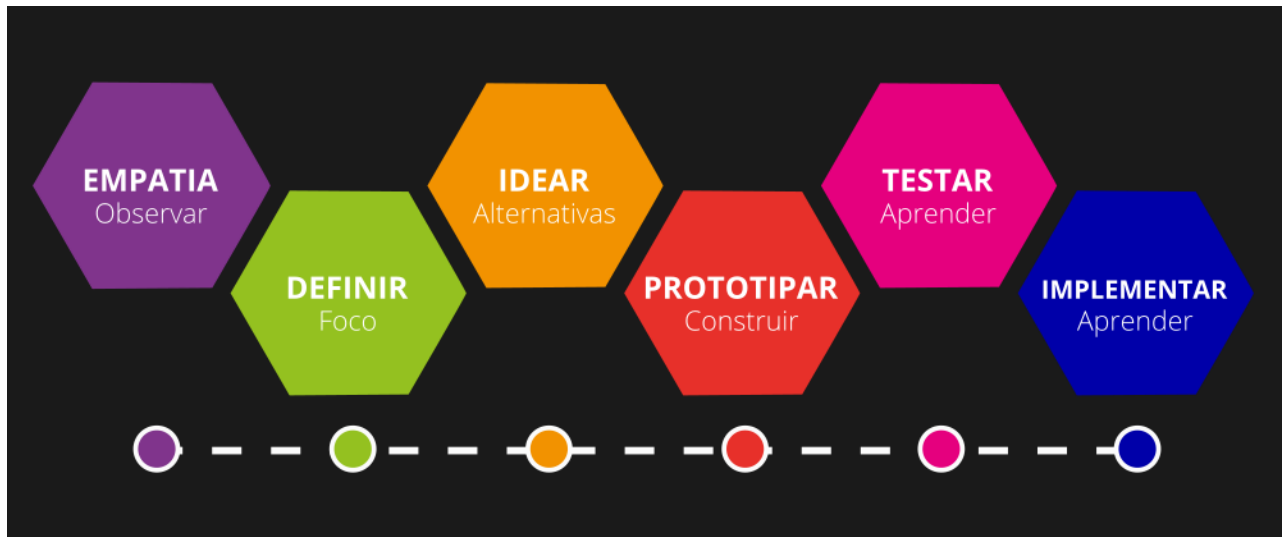 EMPATIA
Observar
DEFINIR
Foco
IDEAR
Alternativas
PROTOTIPAR
Construir
TESTAR
Aprender
IMPLEMENTAR
Aprender